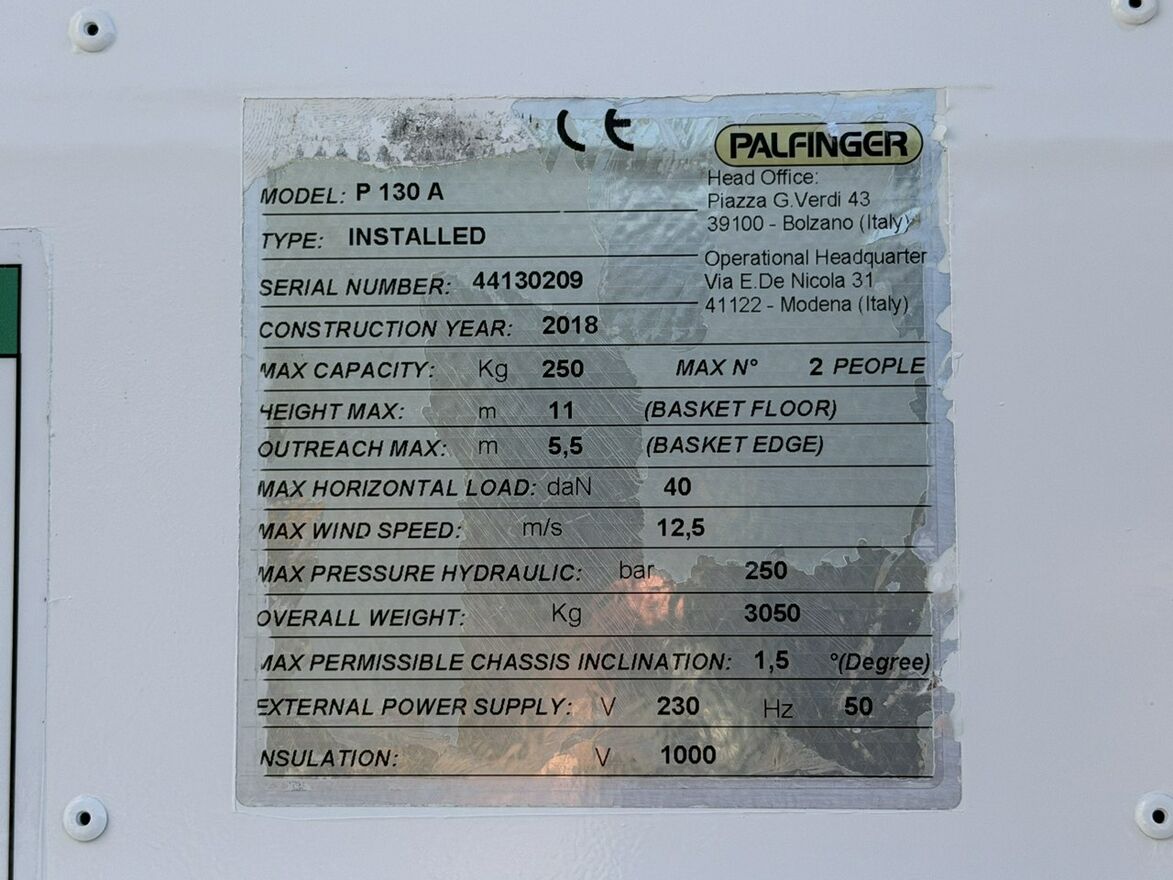 CE
PALFINGER
Head Office:
Piazza G.Verdi 43
39100 - Bolzano (Italy)
Operational Headquarter
Via E.De Nicola 31
41122 - Modena (Italy)
MODEL: P 130 A
TYPE: INSTALLED
SERIAL NUMBER: 44130209
CONSTRUCTION YEAR: 2018
MAX CAPACITY: Kg 250 MAX N° 2 PEOPLE
HEIGHT MAX: m 11 (BASKET FLOOR)
OUTREACH MAX: m 5,5 (BASKET EDGE)
MAX HORIZONTAL LOAD: daN 40
MAX WIND SPEED: m/s 12,5
MAX PRESSURE HYDRAULIC: bar 250
OVERALL WEIGHT: Kg 3050
MAX PERMISSIBLE CHASSIS INCLINATION: 1,5 °(Degree)
EXTERNAL POWER SUPPLY: V 230 Hz 50
INSULATION: V 1000